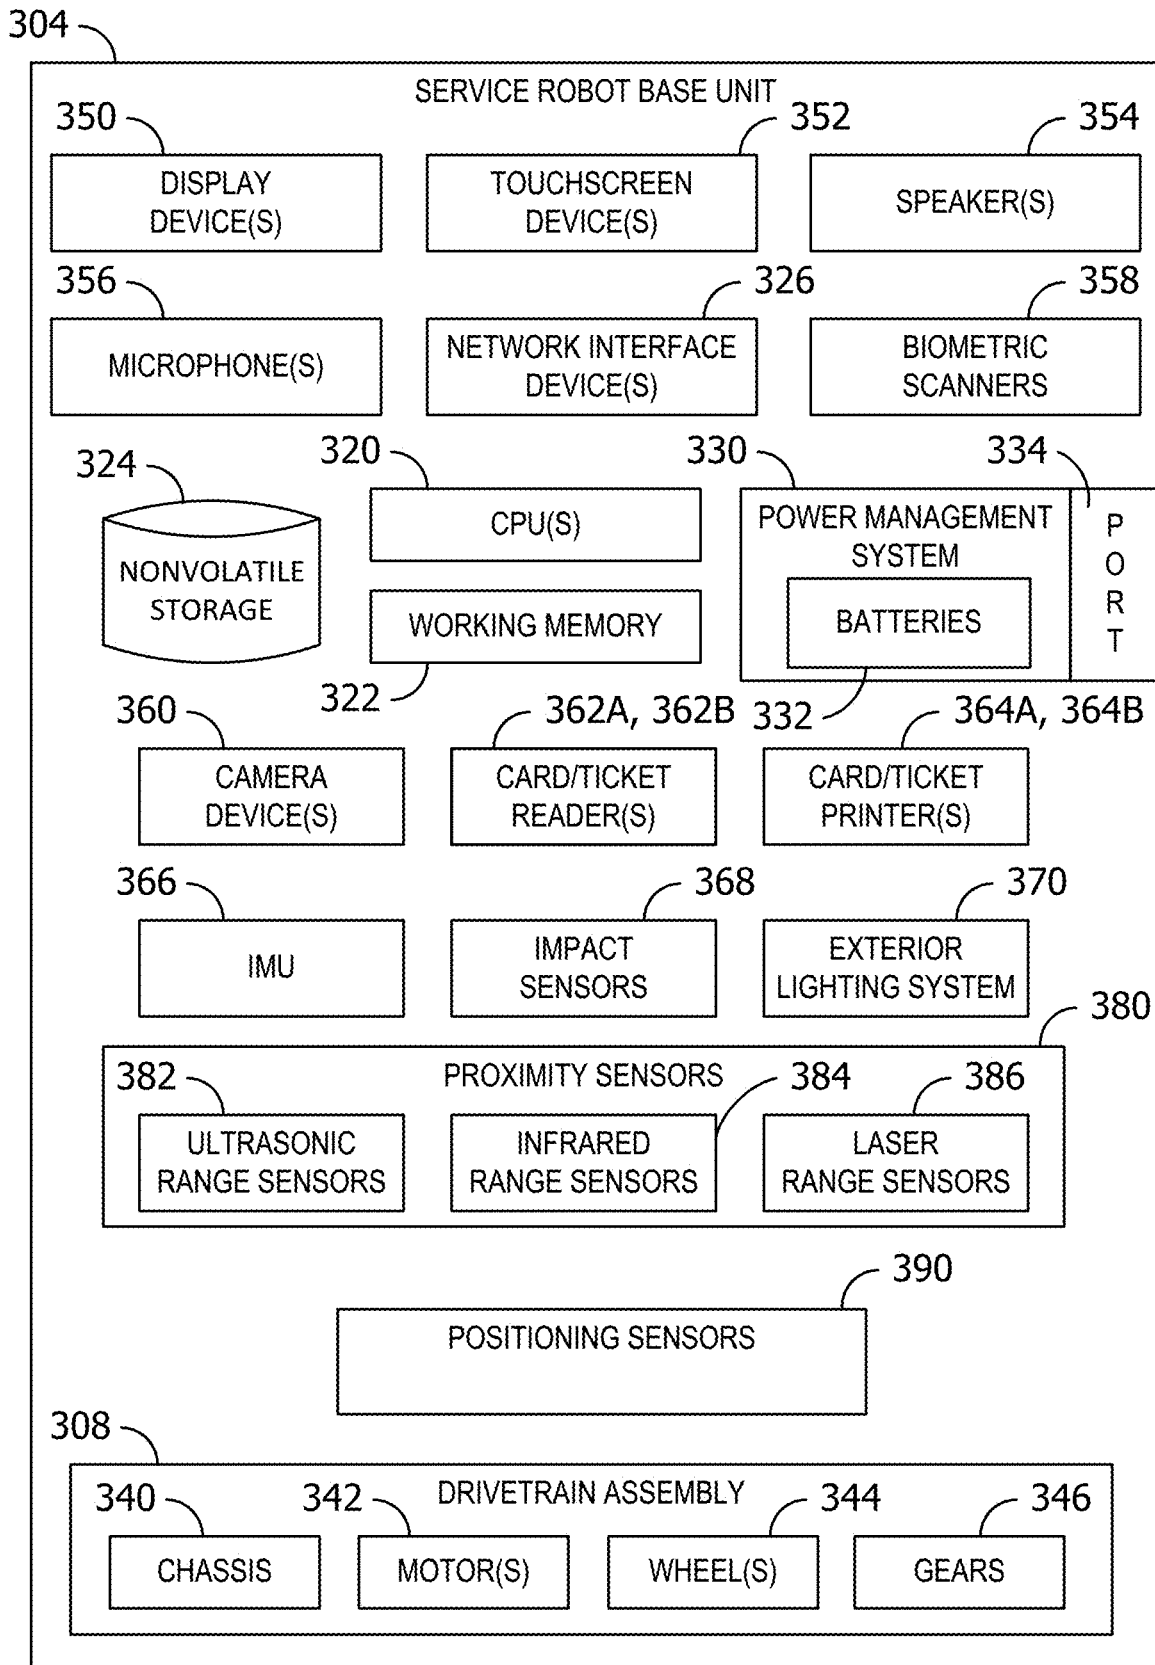 304
SERVICE ROBOT BASE UNIT
350
352
354
DISPLAY
DEVICE(S)
TOUCHSCREEN
DEVICE(S)
SPEAKER(S)
356
326
358
MICROPHONE(S)
NETWORK INTERFACE
DEVICE(S)
BIOMETRIC
SCANNERS
324
320
330
334
NONVOLATILE
STORAGE
CPU(S)
WORKING MEMORY
322
POWER MANAGEMENT
SYSTEM
BATTERIES
332
P
O
R
T
360
362A, 362B
364A, 364B
CAMERA
DEVICE(S)
CARD/TICKET
READER(S)
CARD/TICKET
PRINTER(S)
366
368
370
IMU
IMPACT
SENSORS
EXTERIOR
LIGHTING SYSTEM
380
PROXIMITY SENSORS
382
384
386
ULTRASONIC
RANGE SENSORS
INFRARED
RANGE SENSORS
LASER
RANGE SENSORS
390
POSITIONING SENSORS
308
DRIVETRAIN ASSEMBLY
340
342
344
346
CHASSIS
MOTOR(S)
WHEEL(S)
GEARS